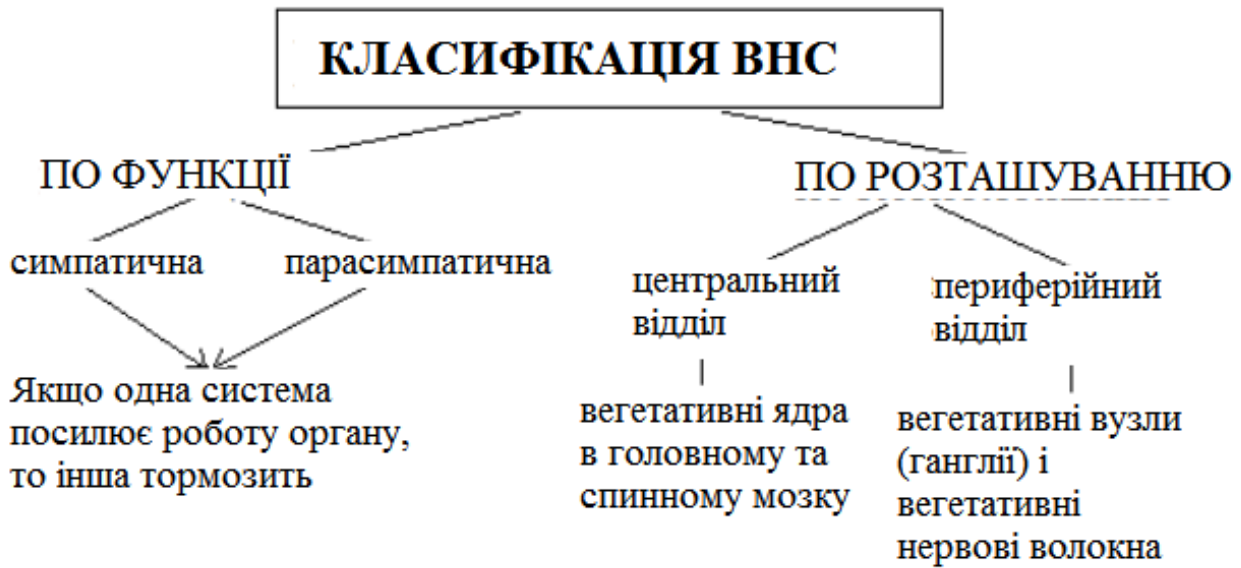 КЛАСИФІКАЦІЯ ВНС
ПО ФУНКЦІЇ
ПО РОЗТАШУВАННЮ
симпатична
парасимпатична
Якщо одна система
посилює роботу органу,
то інша тормозить
центральний
відділ
вегетативні ядра
в головному та
спинному мозку
периферійний
відділ
вегетативні вузли
(ганглії) і
вегетативні
нервові волокна